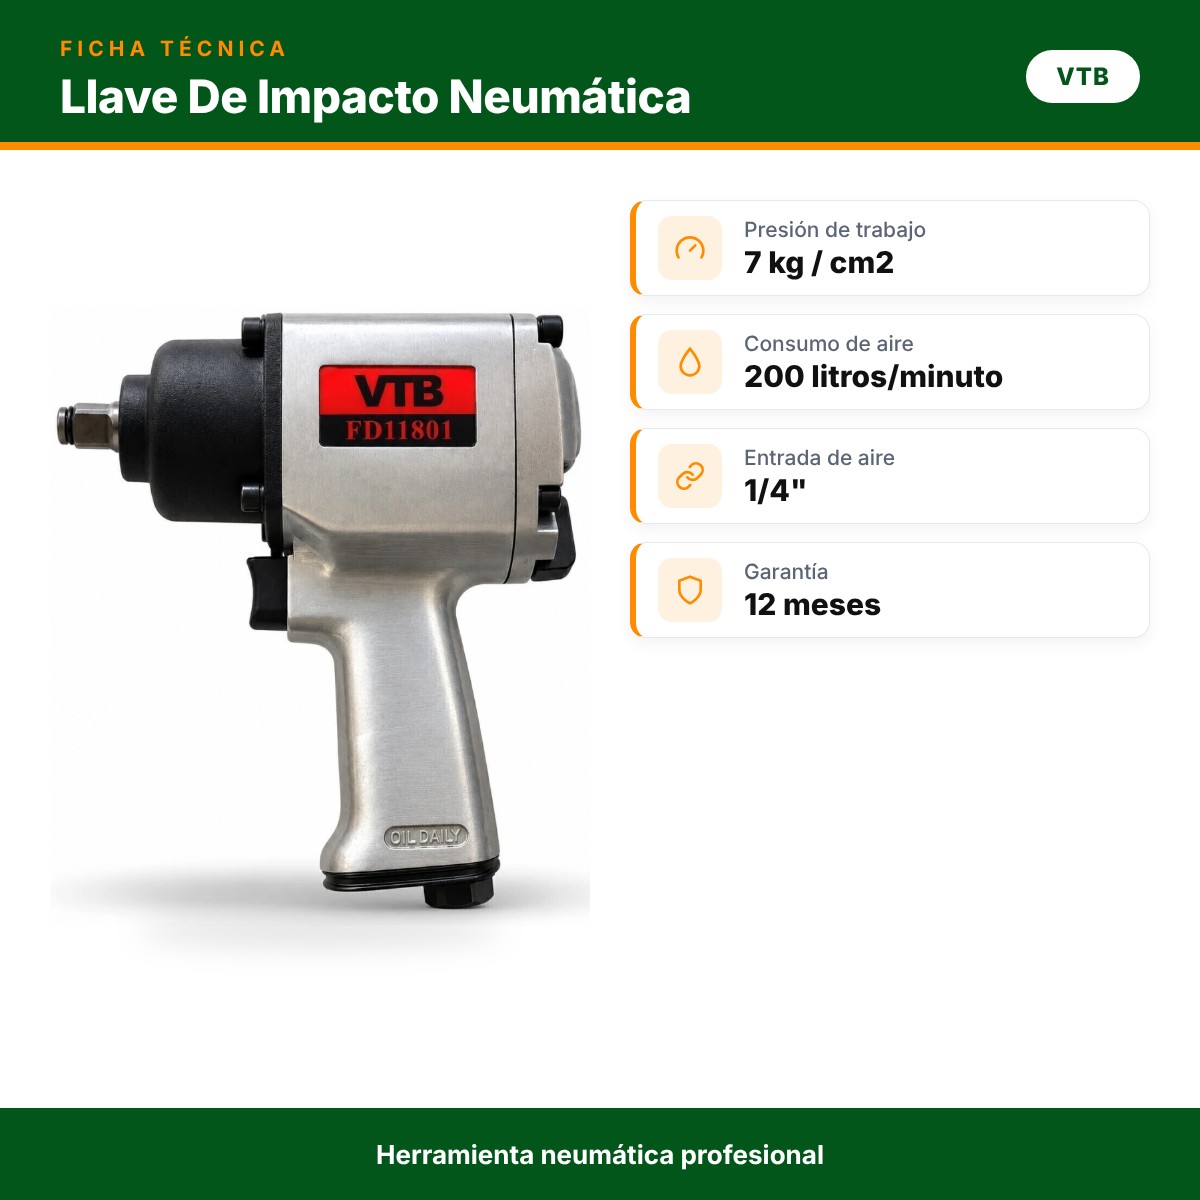 FICHA TÉCNICA
Llave De Impacto Neumática
VTB
Presión de trabajo
7 kg / cm2
Consumo de aire
200 litros/minuto
Entrada de aire
1/4"
Garantía
12 meses
VTB
FD11801
OIL DAILY
Herramienta neumática profesional